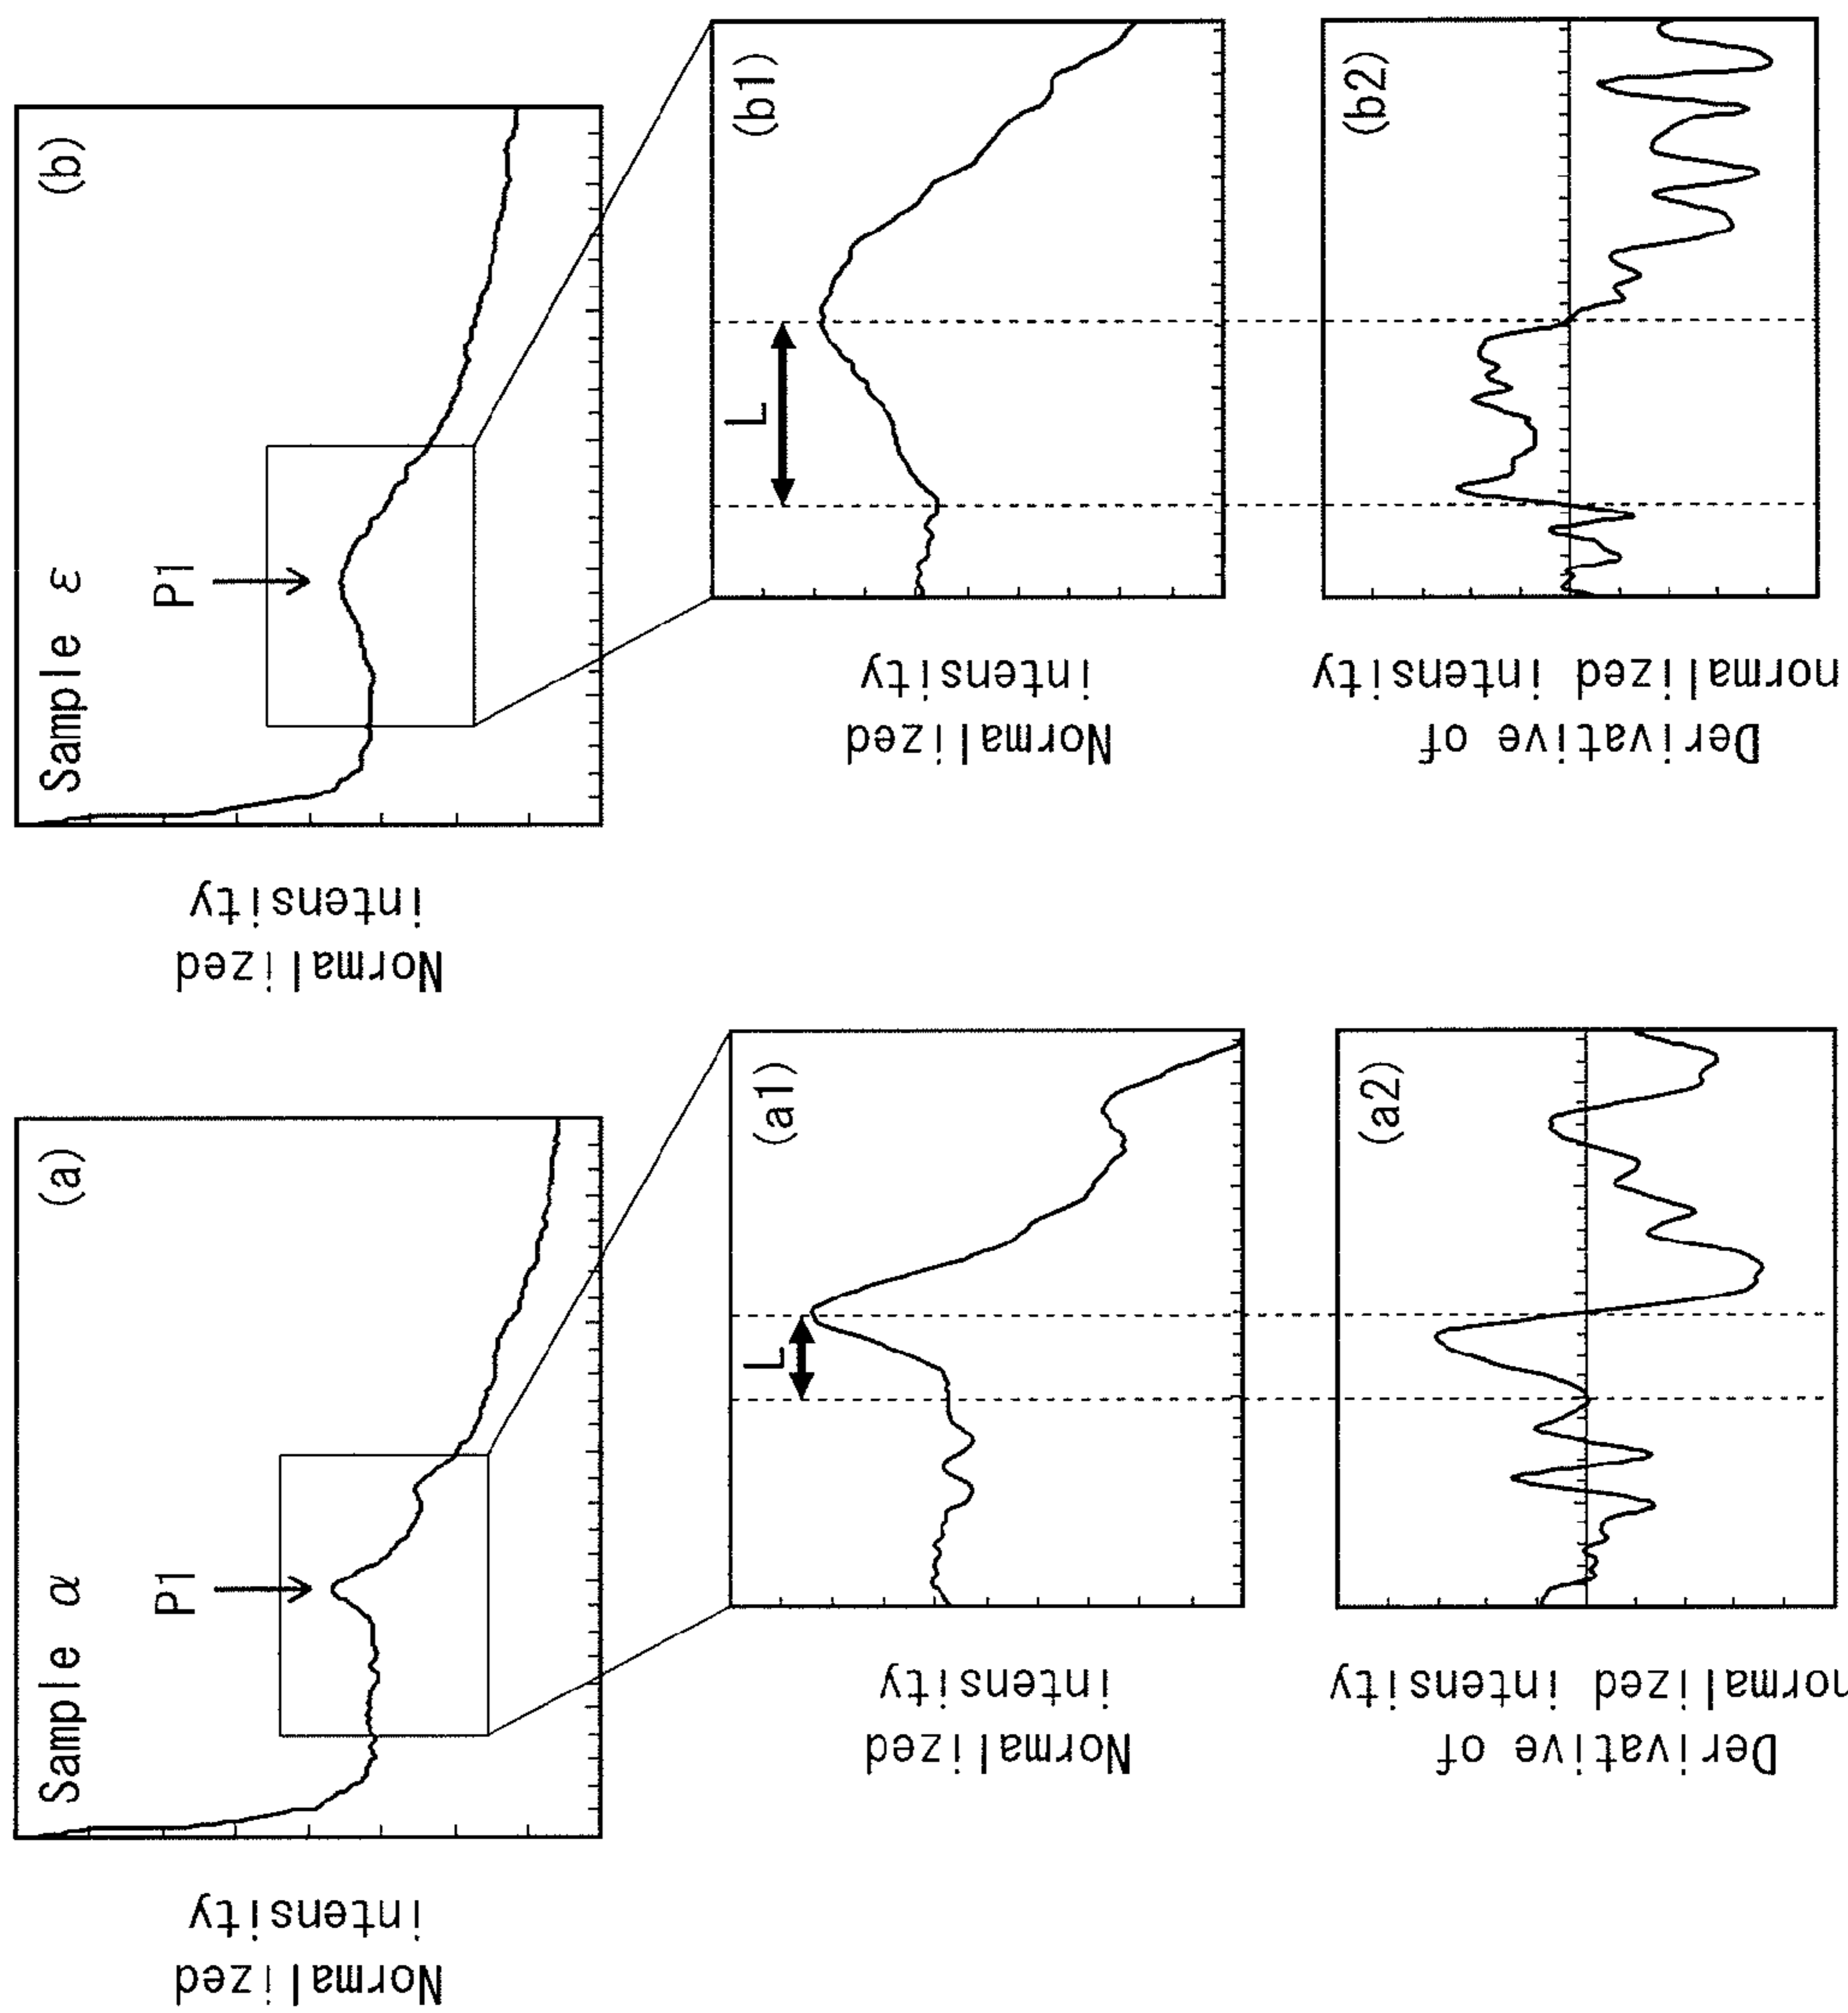 Sample α
(a)
P1
Normalized
intensity
(a1)
L
Normalized
intensity
(a2)
Derivative of
normalized intensity
Sample ε
(b)
P1
Normalized
intensity
(b1)
L
Normalized
intensity
(b2)
Derivative of
normalized intensity